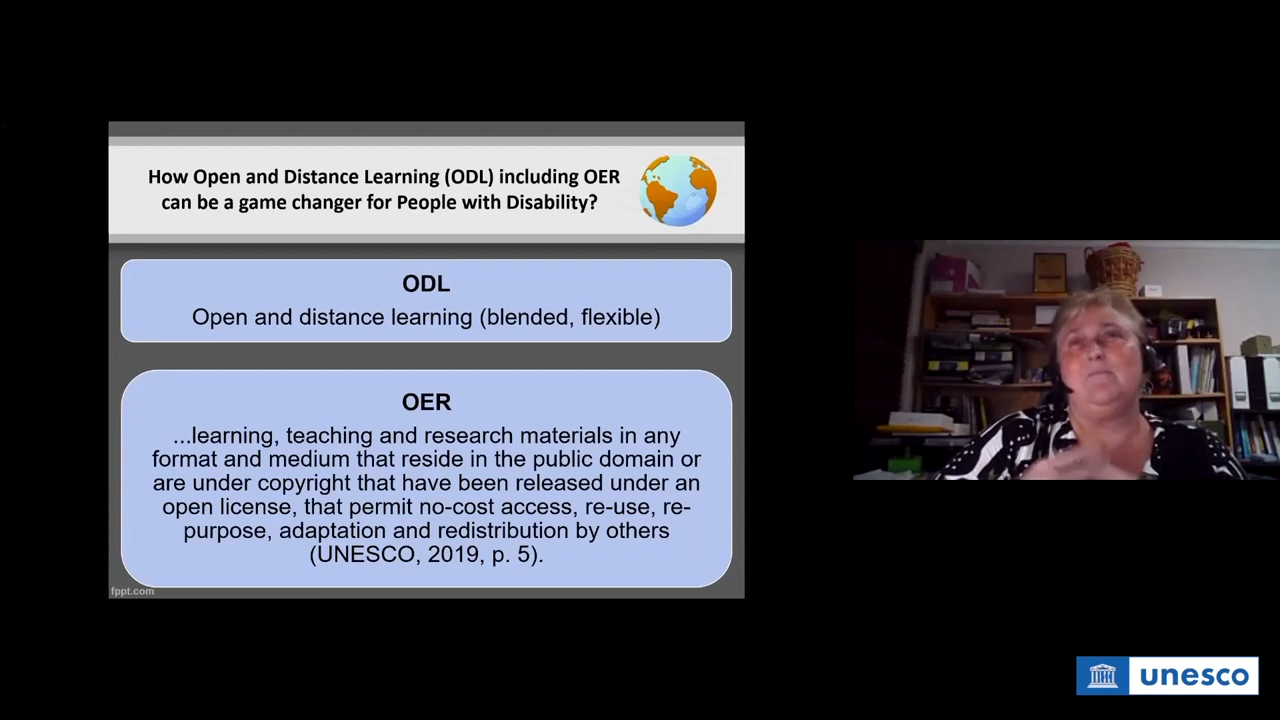 How Open and Distance Learning (ODL) including OER
can be a game changer for People with Disability?
ODL
Open and distance learning (blended, flexible)
OER
...learning, teaching and research materials in any
format and medium that reside in the public domain or
are under copyright that have been released under an
open license, that permit no-cost access, re-use, re-
purpose, adaptation and redistribution by others
(UNESCO, 2019, p. 5).
fppt.com
unesco